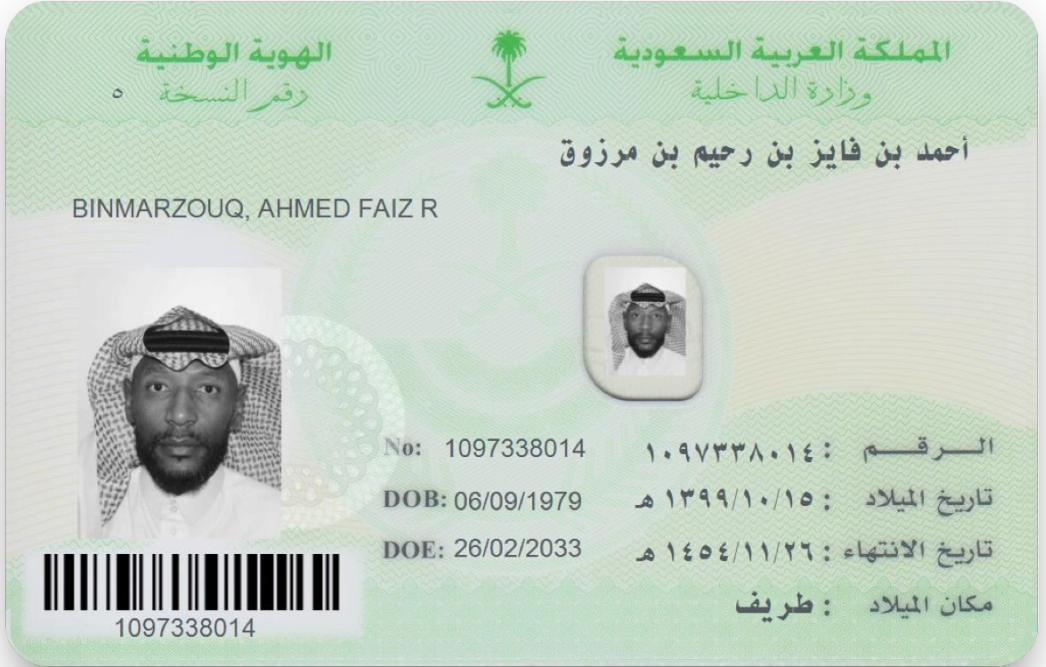 المملكة العربية السعودية
وزارة الداخلية
الهوية الوطنية
رقم النسخة ٥
أحمد بن فايز بن رحيم بن مرزوق
BINMARZOUQ, AHMED FAIZ R
الـــرقـــم : ١٠٩٧٣٣٨٠١٤ No: 1097338014
تاريخ الميلاد : ١٣٩٩/١٠/١٥ هـ DOB: 06/09/1979
تاريخ الانتهاء : ١٤٥٤/١١/٢٦ هـ DOE: 26/02/2033
مكان الميلاد : طريف
1097338014